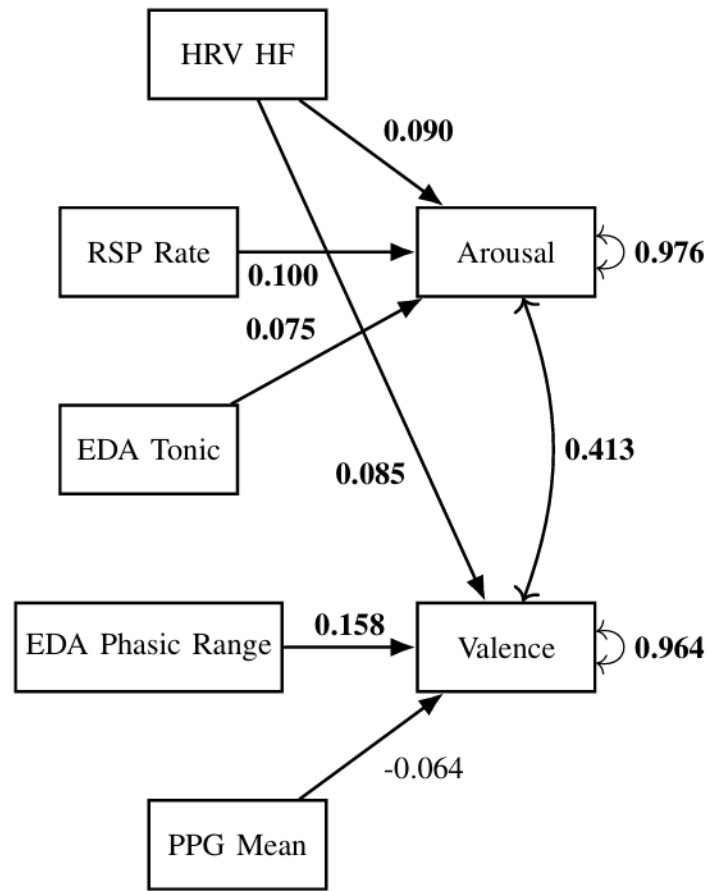 HRV HF
0.090
RSP Rate
0.100
Arousal
0.976
0.075
EDA Tonic
0.085
0.413
EDA Phasic Range
0.158
Valence
0.964
-0.064
PPG Mean